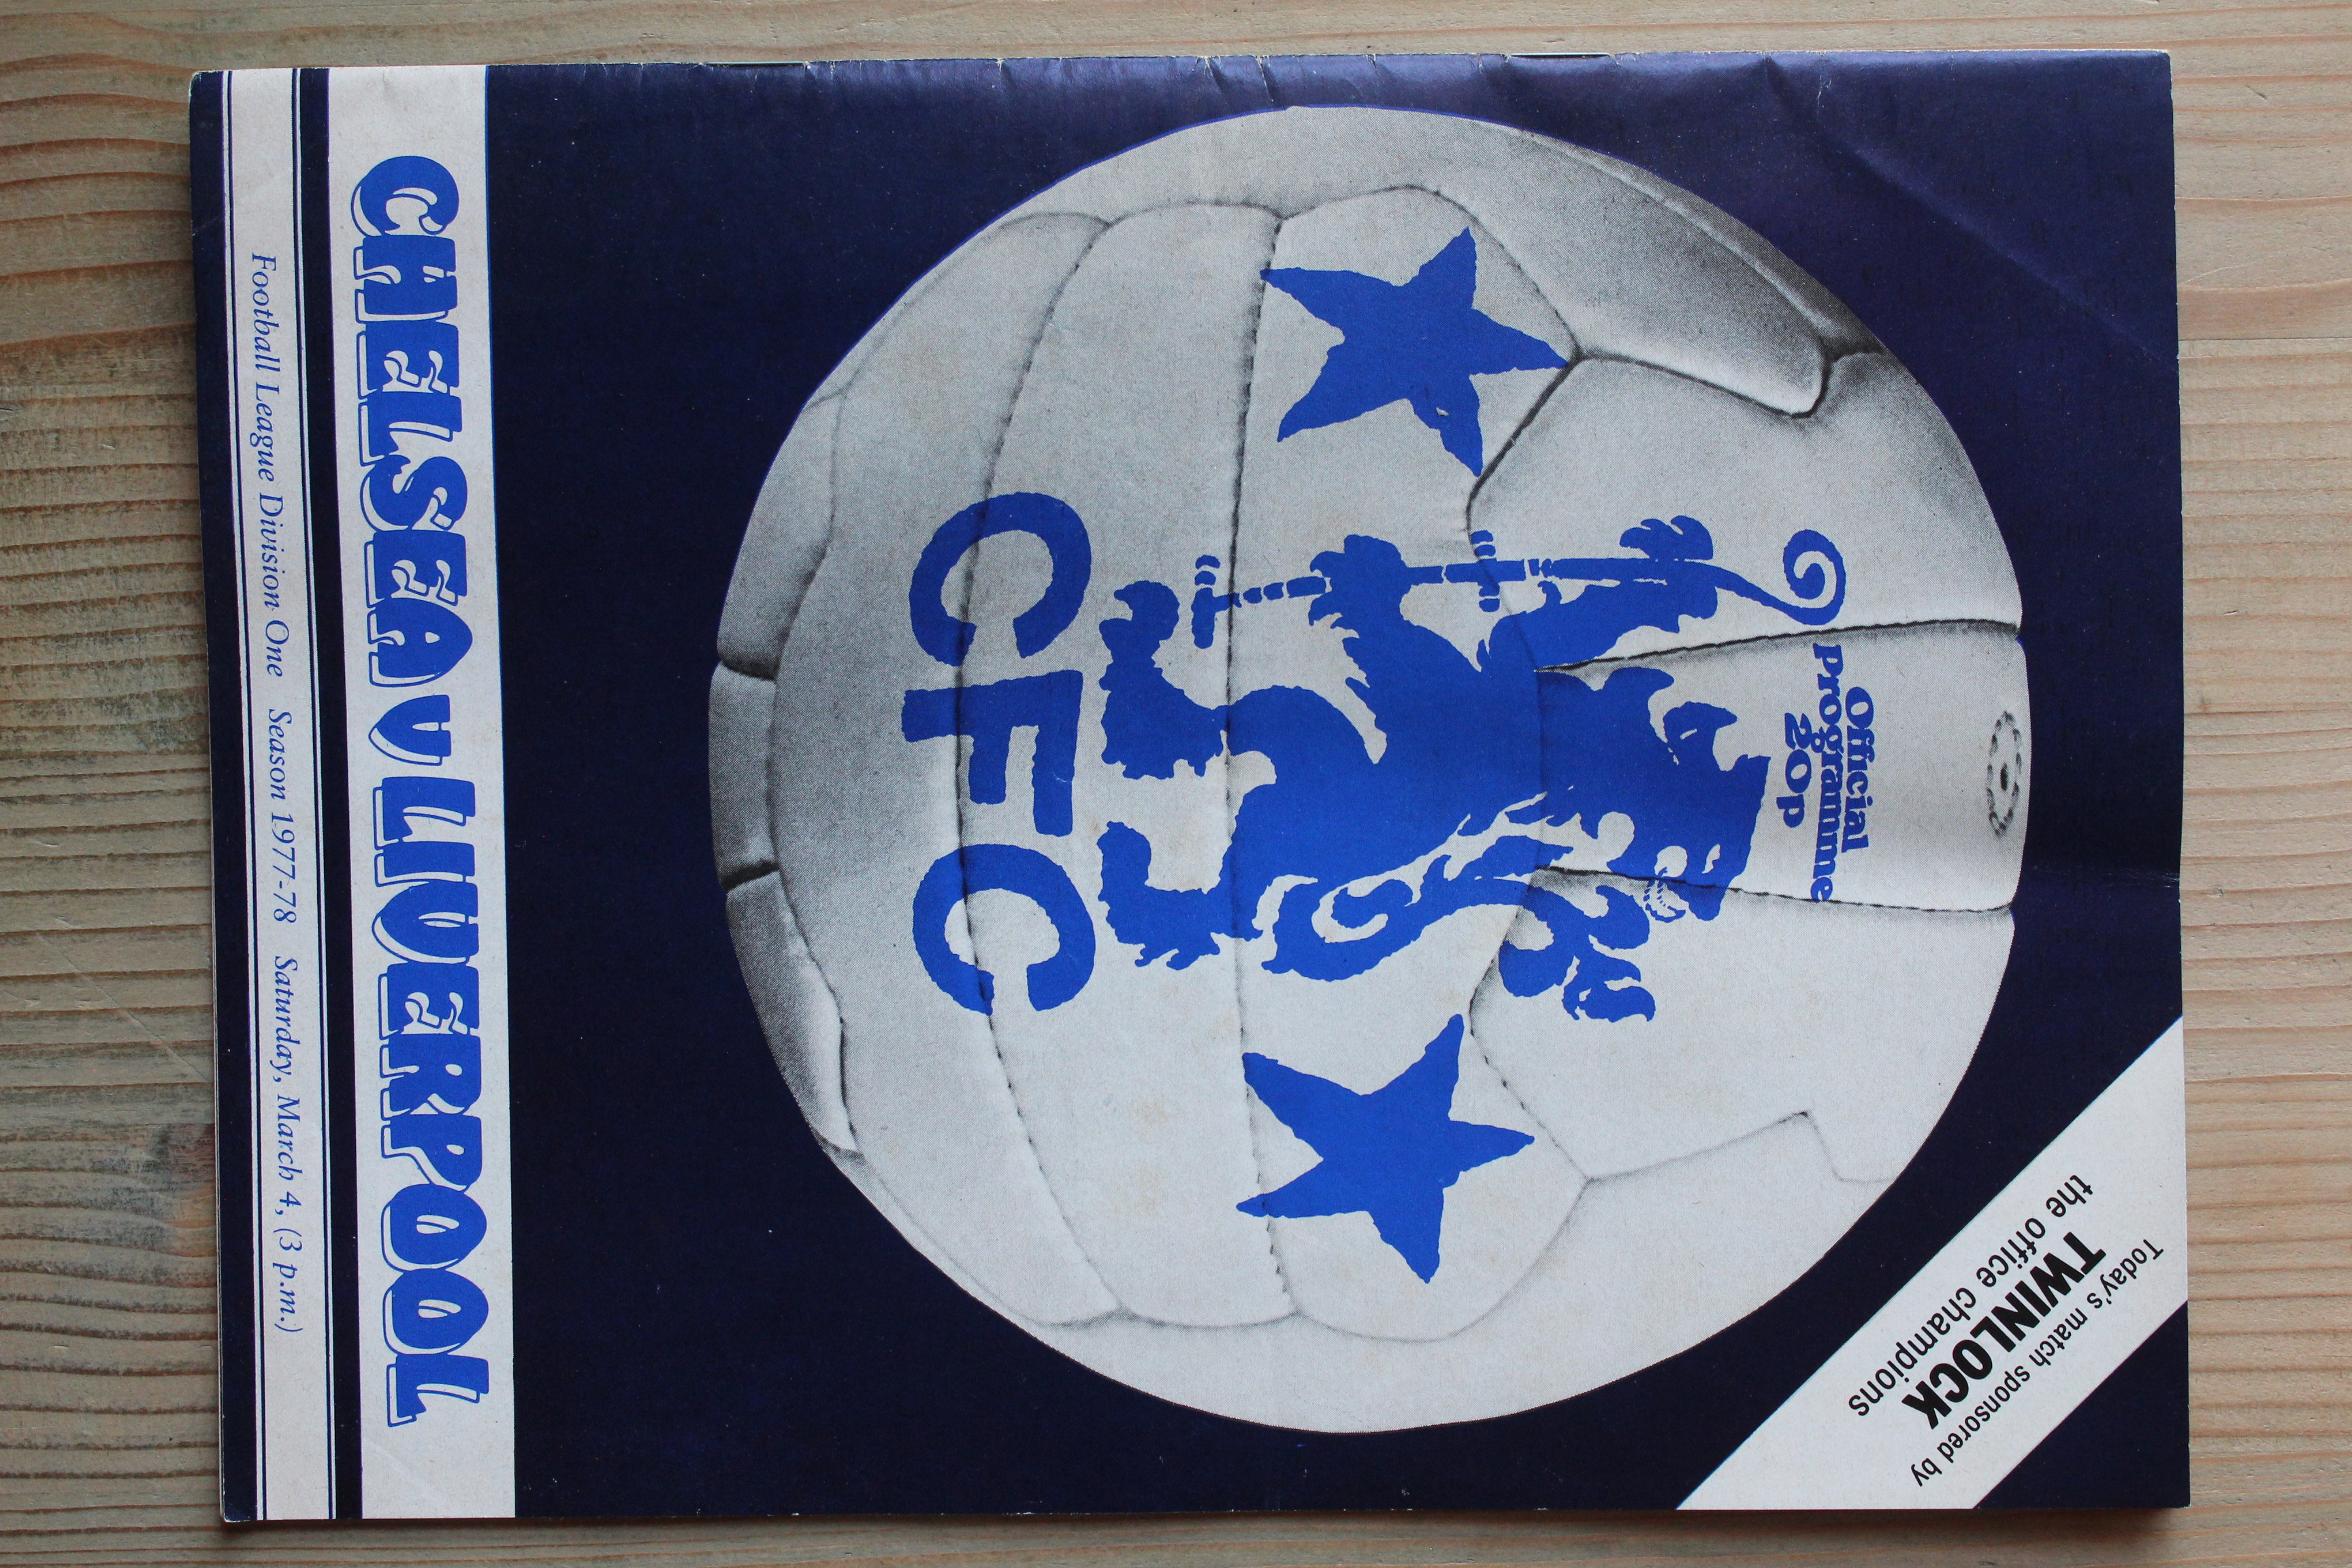 Today's match sponsored by
TWINLOCK
the office champions
Official
Programme
20p
CFC
CHELSEA V LIVERPOOL
Football League Division One Season 1977-78 Saturday, March 4, (3 p.m.)